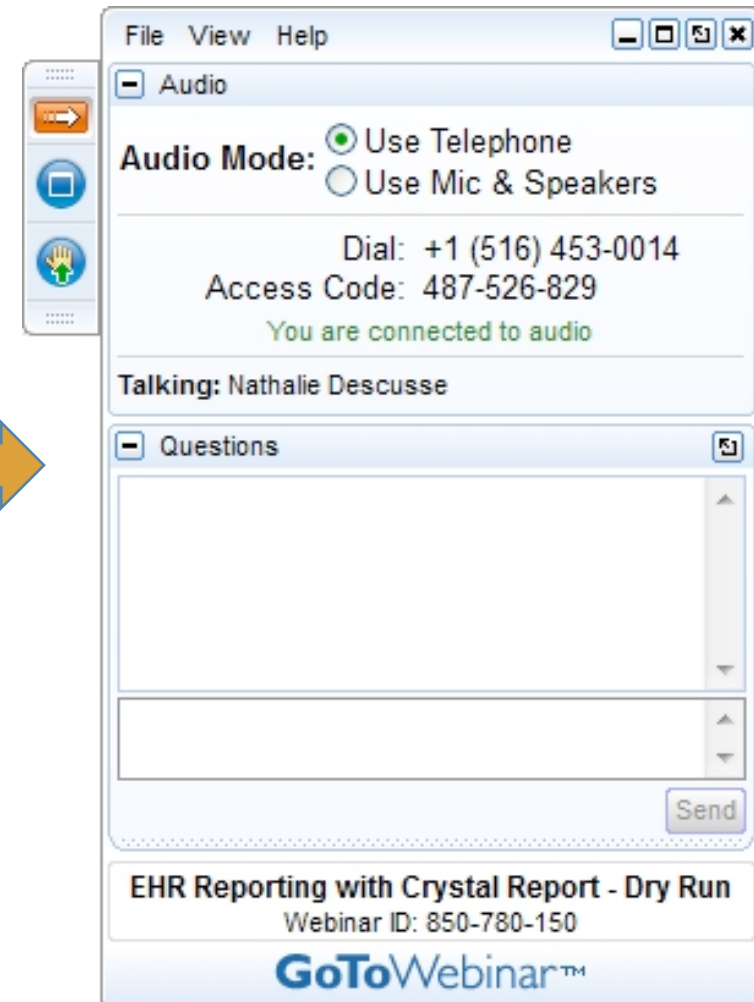 File View Help
Audio
Audio Mode: Use Telephone
Use Mic & Speakers
Dial: +1 (516) 453-0014
Access Code: 487-526-829
You are connected to audio
Talking: Nathalie Descusse
Questions
Send
EHR Reporting with Crystal Report - Dry Run
Webinar ID: 850-780-150
GoToWebinar™